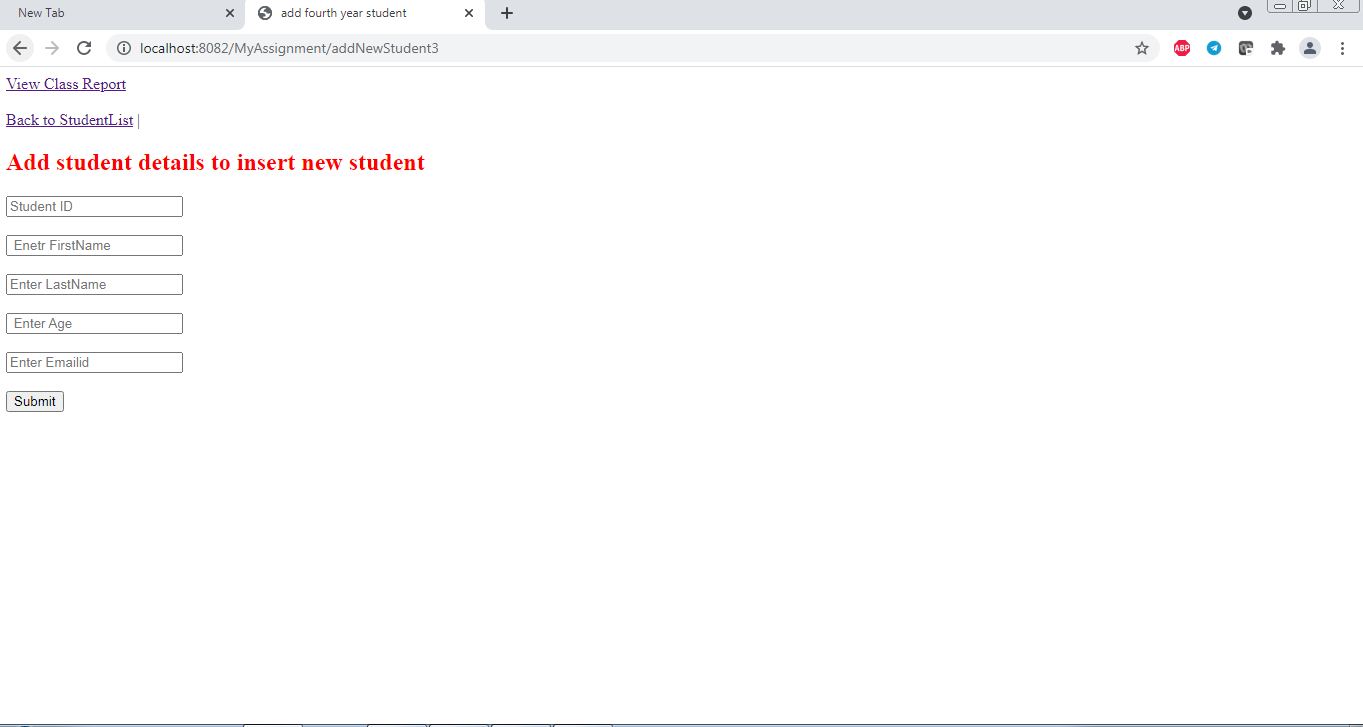 New Tab
add fourth year student
localhost:8082/MyAssignment/addNewStudent3
ABP
View Class Report
Back to StudentList |
Add student details to insert new student
Student ID
Enetr FirstName
Enter LastName
Enter Age
Enter Emailid
Submit